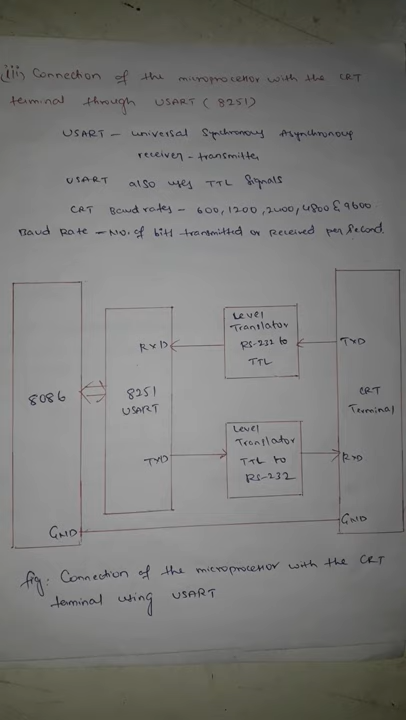 (iii) Connection of the microprocessor with the CRT
terminal through USART (8251)
USART - universal Synchronous Asynchronous
receiver - transmitter
USART also uses TTL Signals
CRT Baud rates - 600, 1200, 2400, 4800 & 9600
Baud Rate - No. of bits transmitted or received per second.
Level
Translator
RS-232 to
TTL
RXD
TXD
8086
8251
USART
CRT
Terminal
Level
Translator
TTL to
RS-232
TXD
RXD
GND
GND
fig: Connection of the microprocessor with the CRT
terminal using USART